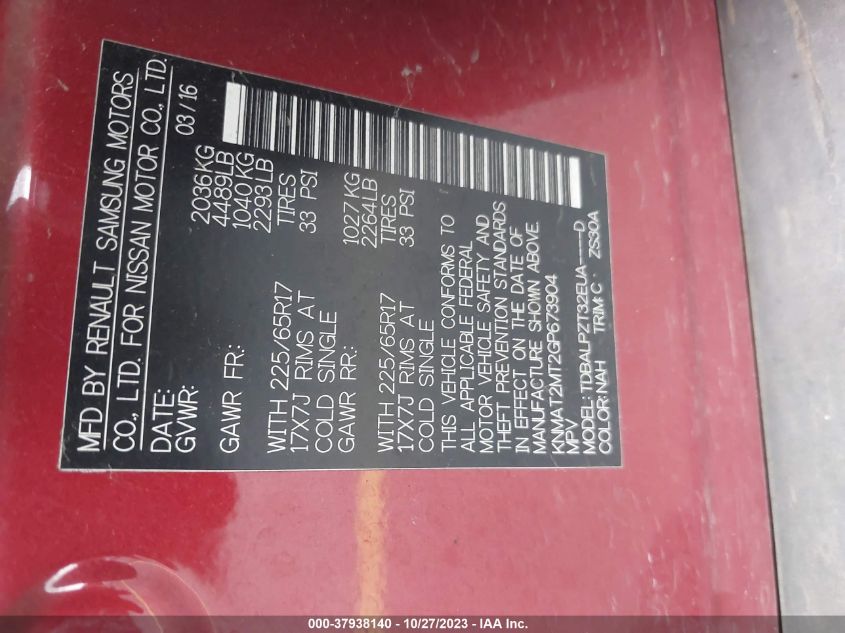 MFD BY RENAULT SAMSUNG MOTORS
CO., LTD. FOR NISSAN MOTOR CO., LTD.
DATE: 03/16
GVWR: 2036KG
4489LB
GAWR FR: 1040KG
2293LB
WITH 225/65R17 TIRES
17X7J RIMS AT 33 PSI
COLD SINGLE
GAWR RR: 1027KG
2264LB
WITH 225/65R17 TIRES
17X7J RIMS AT 33 PSI
COLD SINGLE
THIS VEHICLE CONFORMS TO
ALL APPLICABLE FEDERAL
MOTOR VEHICLE SAFETY AND
THEFT PREVENTION STANDARDS
IN EFFECT ON THE DATE OF
MANUFACTURE SHOWN ABOVE.
KNMAT2MT2GP673904
MPV
MODEL: TDBALPZT32EUA----D
COLOR: NAH TRIM: C ZS30A
000-37938140 - 10/27/2023 - IAA Inc.